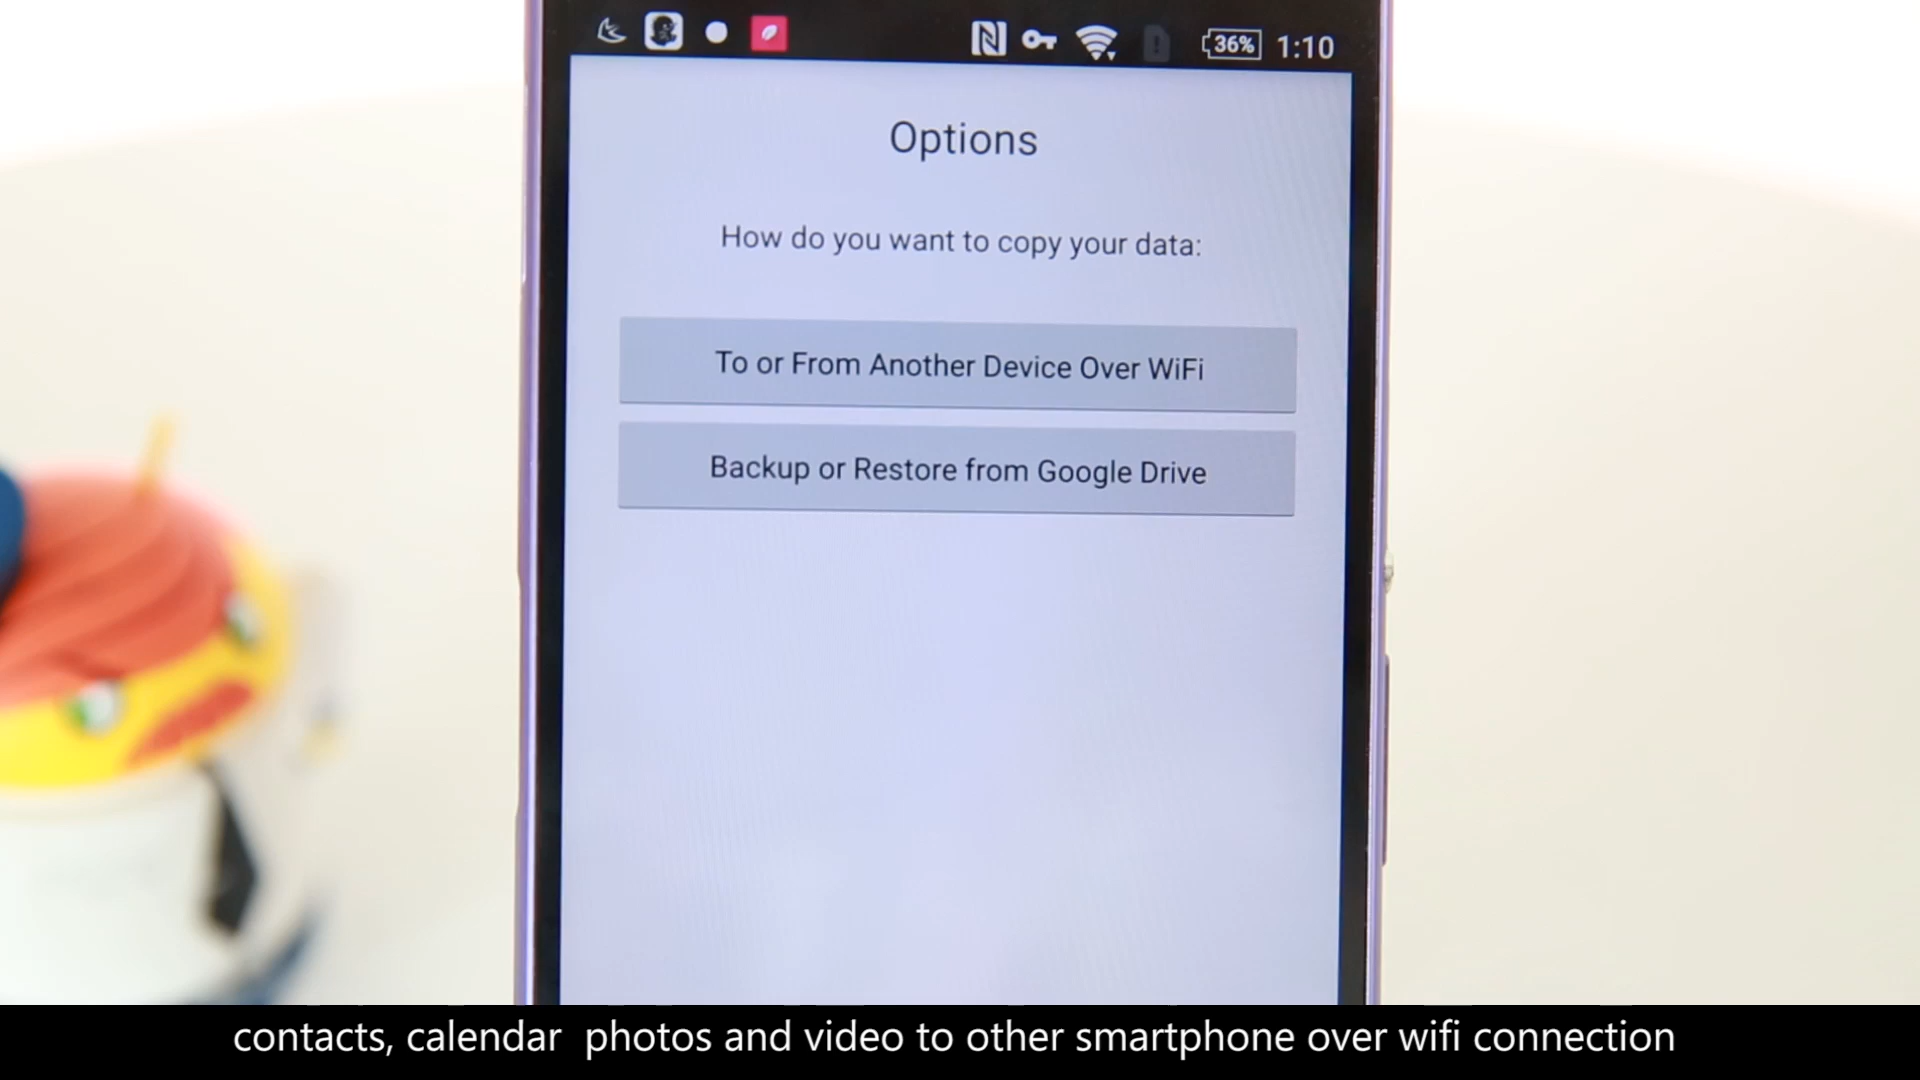 36% 1:10
Options
How do you want to copy your data:
To or From Another Device Over WiFi
Backup or Restore from Google Drive
contacts, calendar  photos and video to other smartphone over wifi connection